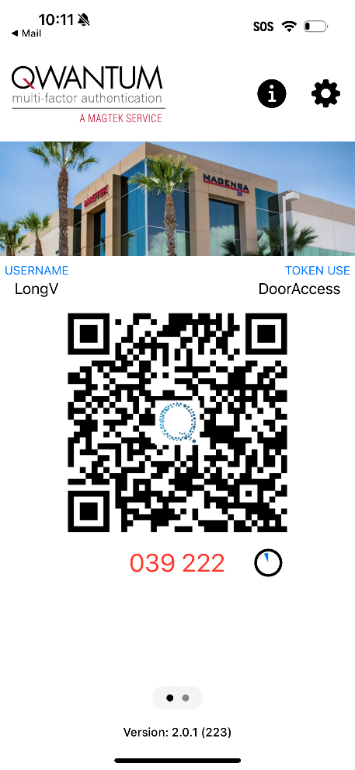 10:11
SOS
◀ Mail
QWANTUM
multi-factor authentication
A MAGTEK SERVICE
MAGTEK
MAGENSA
USERNAME
TOKEN USE
LongV
DoorAccess
039 222
Version: 2.0.1 (223)